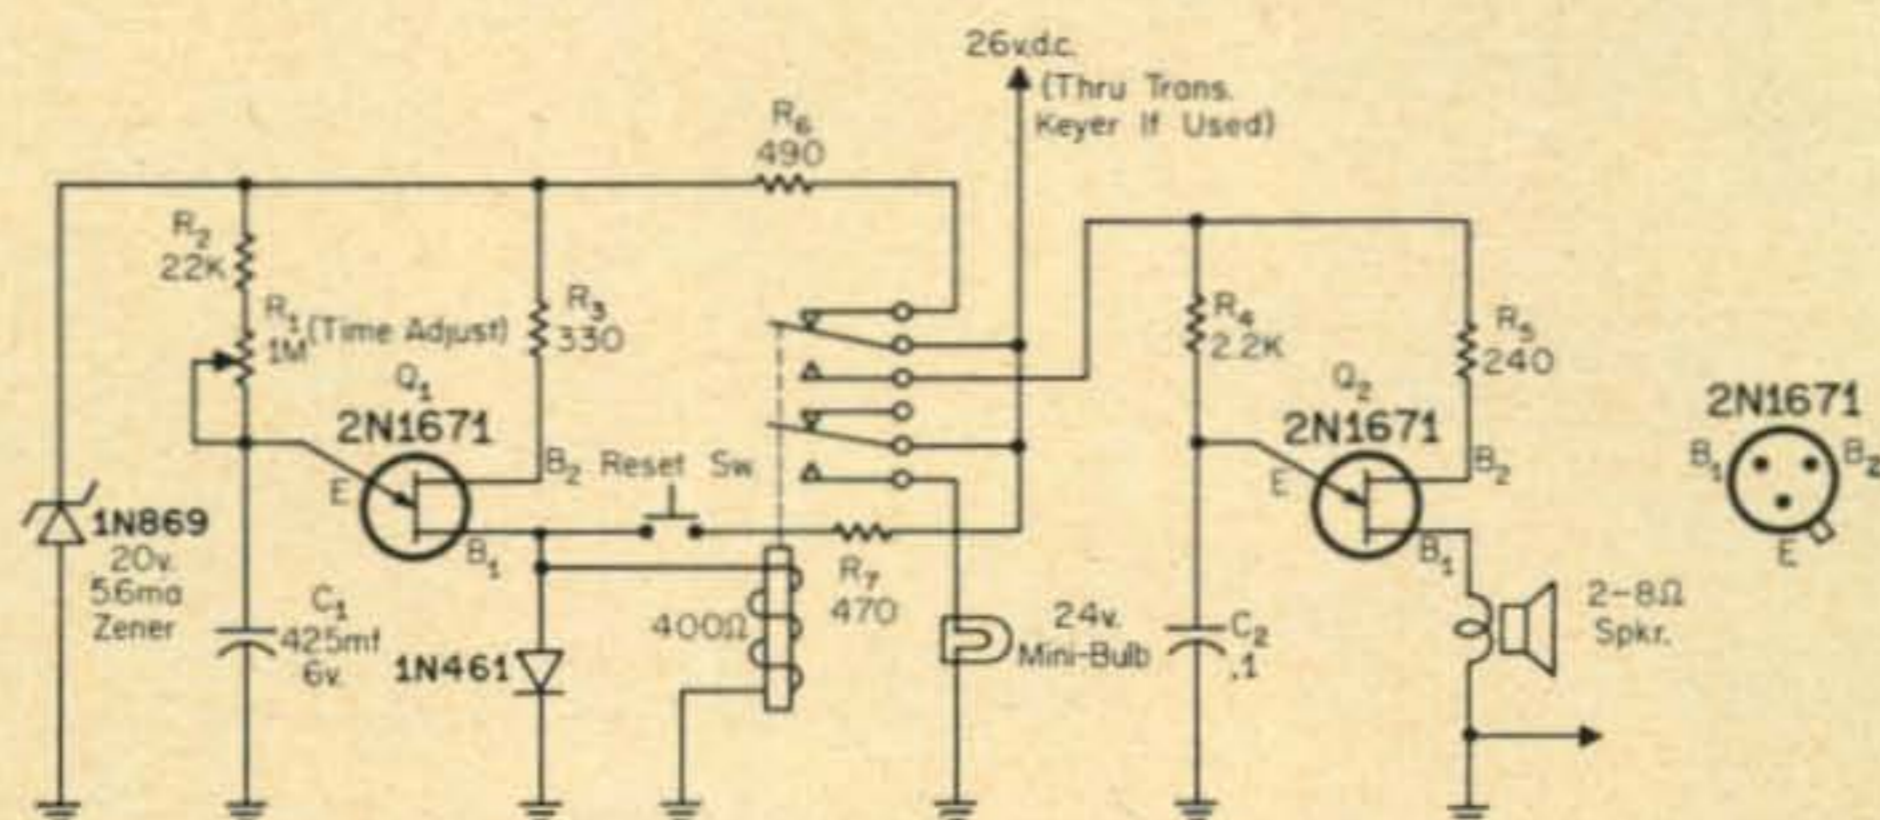 26v.d.c.
(Thru Trans.
Keyer If Used)
R6
490
R2
22K
R1 (Time Adjust)
1M
R3
330
Q1
2N1671
B2
Reset Sw
E
B1
1N869
20v.
5.6ma
Zener
C1
425mf
6v.
1N461
400Ω
R7
470
24v.
Mini-Bulb
R4
2.2K
R5
240
Q2
2N1671
B2
E
B1
C2
.1
2-8Ω
Spkr.
2N1671
B1
B2
E